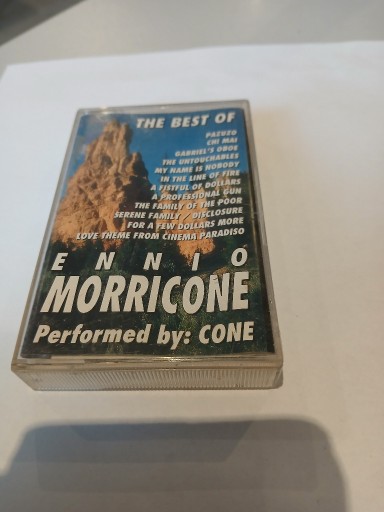 THE BEST OF
PAZUZU
CHI MAI
GABRIEL'S OBOE
THE UNTOUCHABLES
MY NAME IS NOBODY
IN THE LINE OF FIRE
A FISTFUL OF DOLLARS
A PROFESSIONAL GUN
THE FAMILY OF THE POOR
SERENE FAMILY / DISCLOSURE
FOR A FEW DOLLARS MORE
LOVE THEME FROM CINEMA PARADISO
ENNIO
MORRICONE
Performed by: CONE